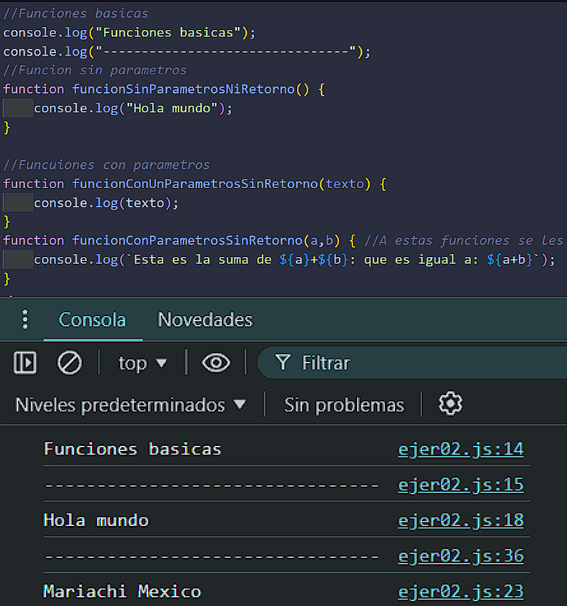 //Funciones basicas
console.log("Funciones basicas");
console.log("--------------------------------");
//Funcion sin parametros
function funcionSinParametrosNiRetorno() {
console.log("Hola mundo");
}
//Funcuiones con parametros
function funcionConUnParametrosSinRetorno(texto) {
console.log(texto);
}
function funcionConParametrosSinRetorno(a,b) { //A estas funciones se les
console.log(`Esta es la suma de ${a}+${b}: que es igual a: ${a+b}`);
}
Consola Novedades
top Filtrar
Niveles predeterminados Sin problemas
Funciones basicas ejer02.js:14
-------------------------------- ejer02.js:15
Hola mundo ejer02.js:18
-------------------------------- ejer02.js:36
Mariachi Mexico ejer02.js:23